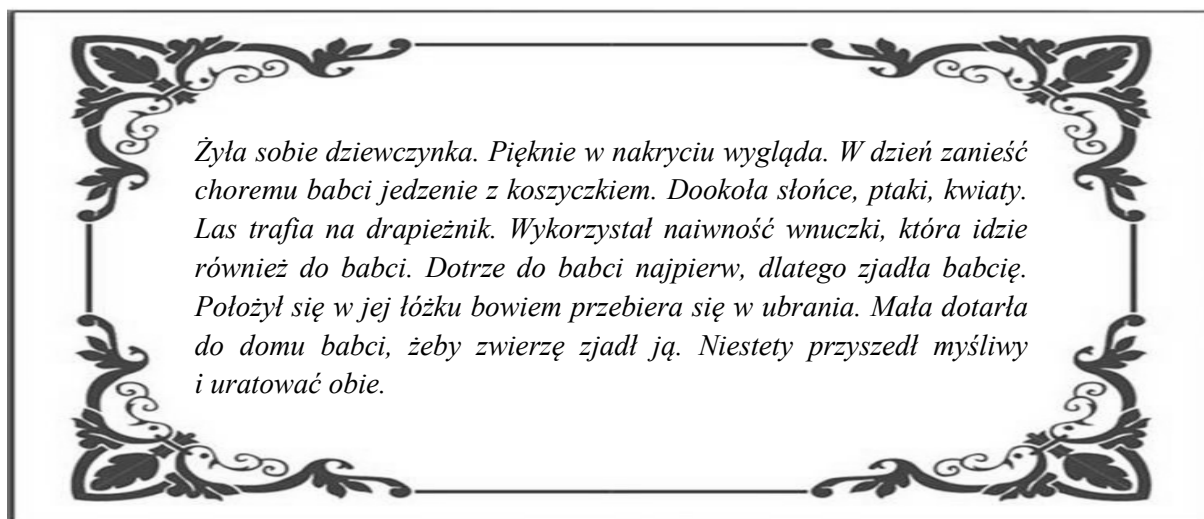 Żyła sobie dziewczynka. Pięknie w nakryciu wygląda. W dzień zanieść
choremu babci jedzenie z koszyczkiem. Dookoła słońce, ptaki, kwiaty.
Las trafia na drapieżnik. Wykorzystał naiwność wnuczki, która idzie
również do babci. Dotrze do babci najpierw, dlatego zjadła babcię.
Położył się w jej łóżku bowiem przebiera się w ubrania. Mała dotarła
do domu babci, żeby zwierzę zjadł ją. Niestety przyszedł myśliwy
i uratować obie.